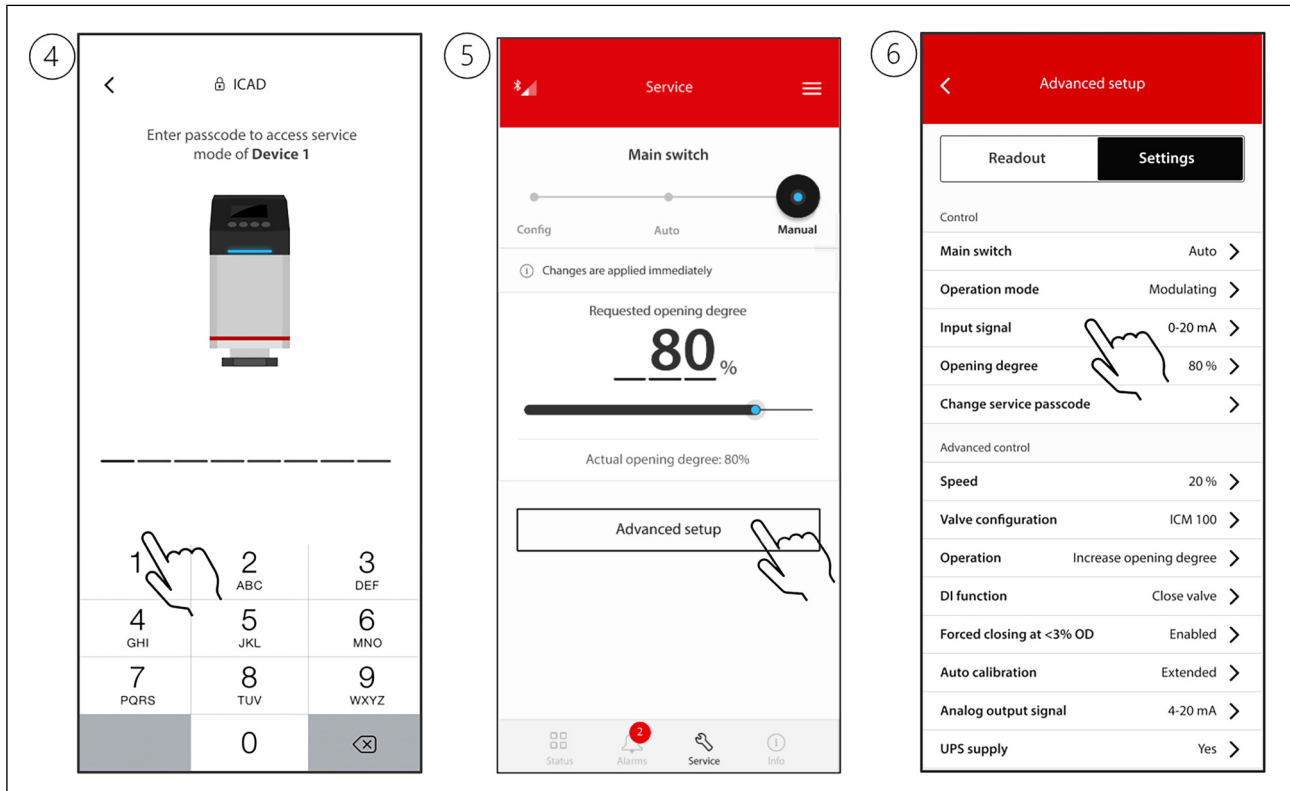 4
ICAD
Enter passcode to access service
mode of Device 1
1
2
ABC
3
DEF
4
GHI
5
JKL
6
MNO
7
PQRS
8
TUV
9
WXYZ
0
5
Service
Main switch
Config
Auto
Manual
Changes are applied immediately
Requested opening degree
80 %
Actual opening degree: 80%
Advanced setup
2
Status
Alarms
Service
Info
6
Advanced setup
Readout
Settings
Control
Main switch Auto
Operation mode Modulating
Input signal 0-20 mA
Opening degree 80 %
Change service passcode
Advanced control
Speed 20 %
Valve configuration ICM 100
Operation Increase opening degree
DI function Close valve
Forced closing at <3% OD Enabled
Auto calibration Extended
Analog output signal 4-20 mA
UPS supply Yes